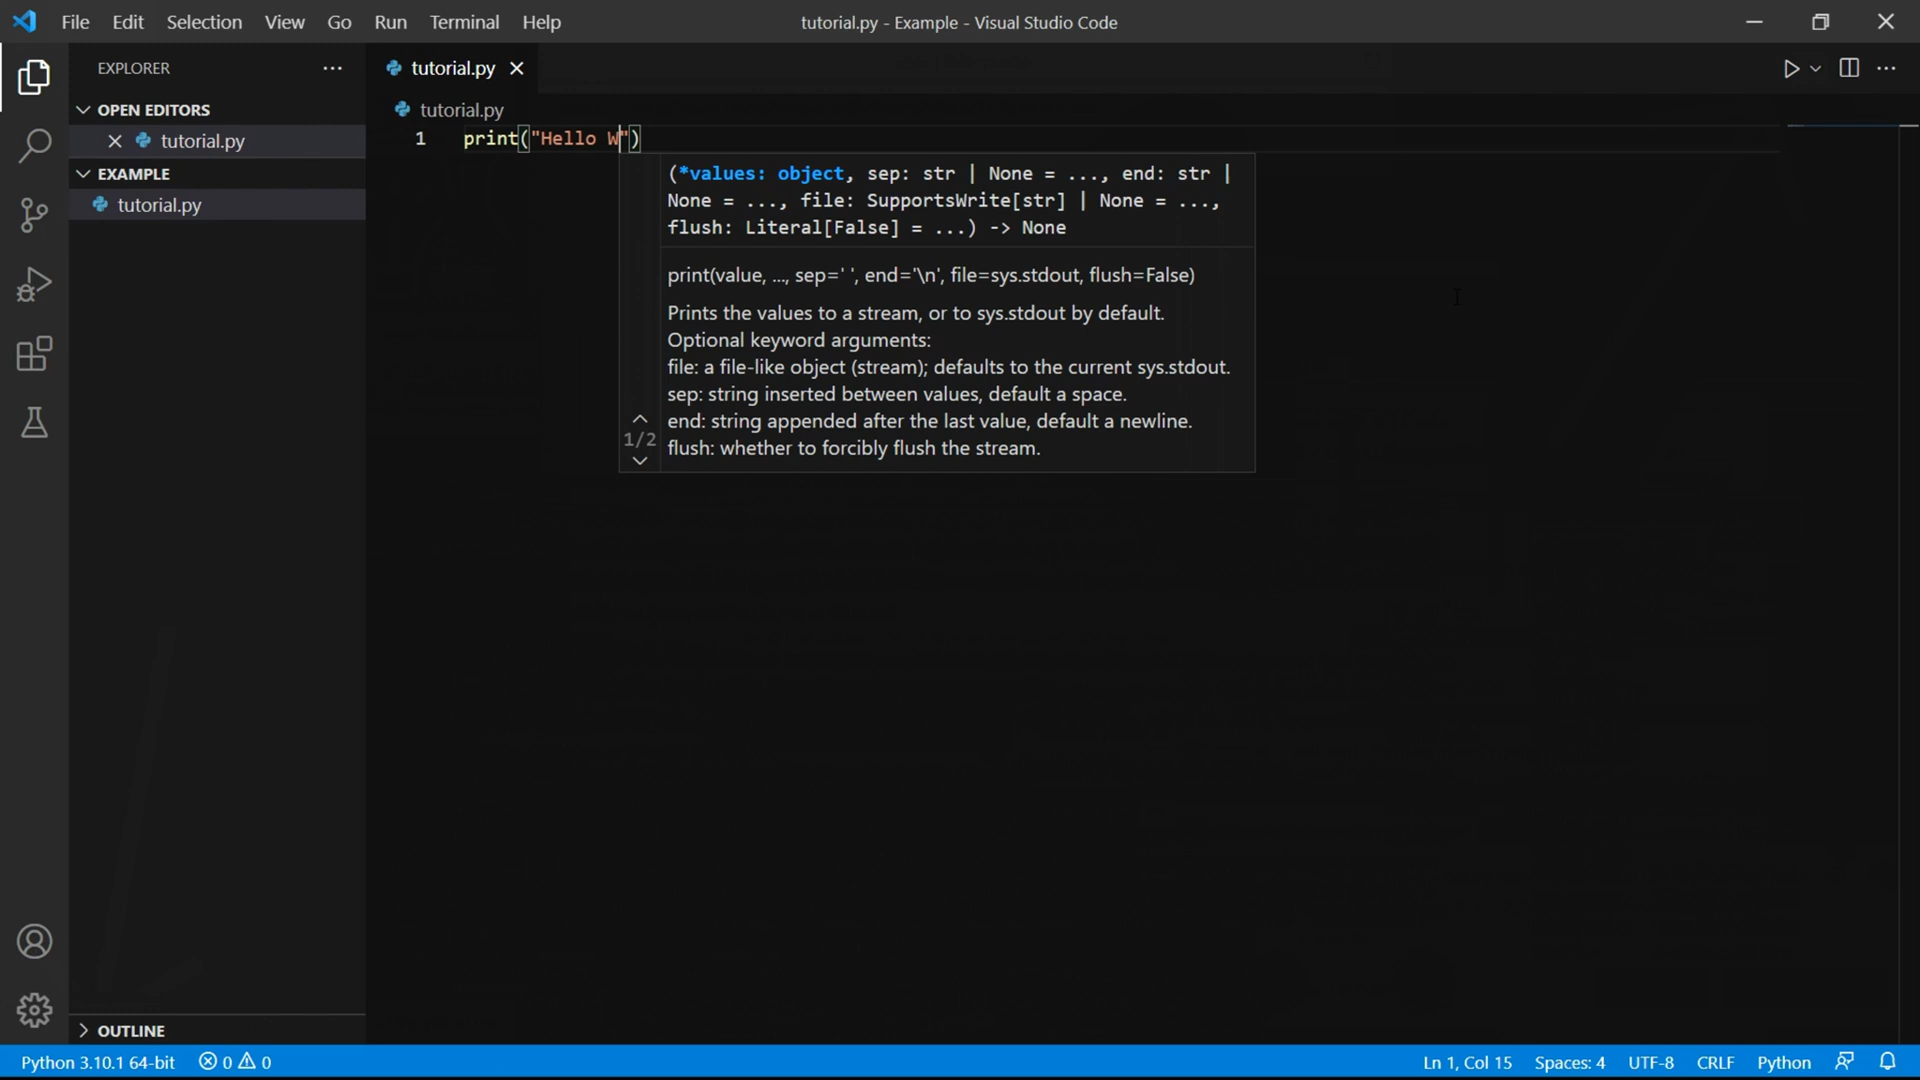 File Edit Selection View Go Run Terminal Help
tutorial.py - Example - Visual Studio Code
EXPLORER
OPEN EDITORS
tutorial.py
EXAMPLE
tutorial.py
OUTLINE
tutorial.py
tutorial.py
1 print("Hello W")
(*values: object, sep: str | None = ..., end: str |
None = ..., file: SupportsWrite[str] | None = ...,
flush: Literal[False] = ...) -> None
print(value, ..., sep=' ', end='\n', file=sys.stdout, flush=False)
Prints the values to a stream, or to sys.stdout by default.
Optional keyword arguments:
file: a file-like object (stream); defaults to the current sys.stdout.
sep: string inserted between values, default a space.
end: string appended after the last value, default a newline.
flush: whether to forcibly flush the stream.
1/2
Python 3.10.1 64-bit 0 0
Ln 1, Col 15 Spaces: 4 UTF-8 CRLF Python